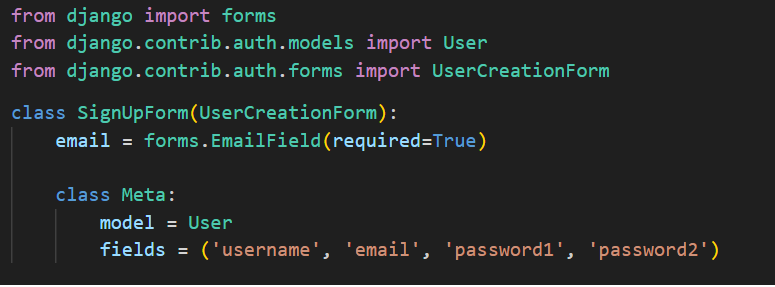 from django import forms
from django.contrib.auth.models import User
from django.contrib.auth.forms import UserCreationForm
class SignUpForm(UserCreationForm):
    email = forms.EmailField(required=True)
    class Meta:
        model = User
        fields = ('username', 'email', 'password1', 'password2')